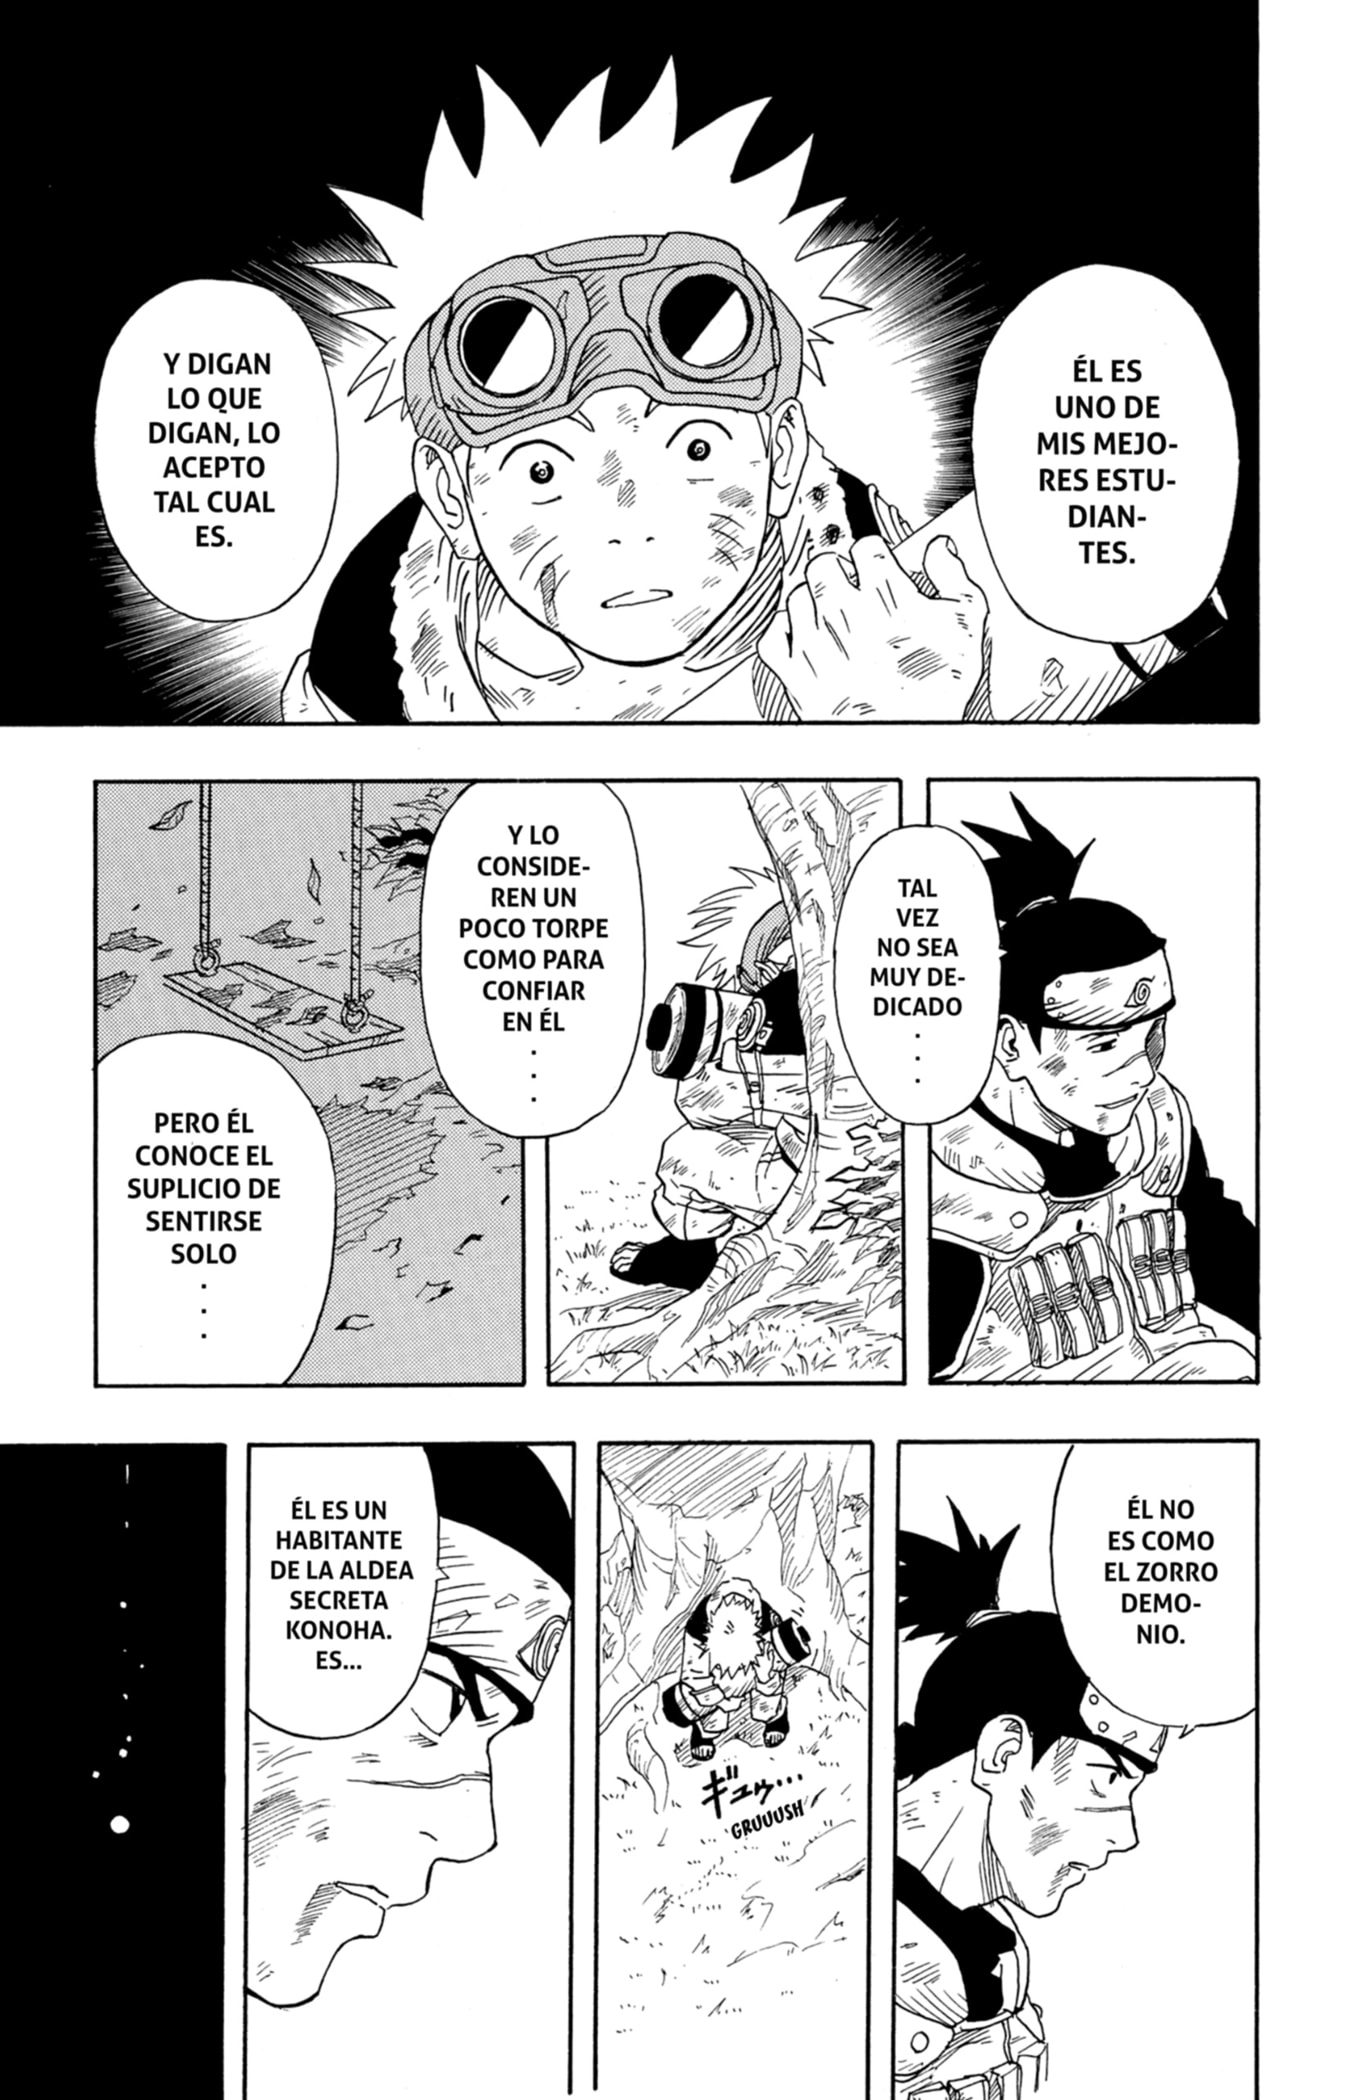 ÉL ES
UNO DE
MIS MEJO-
RES ESTU-
DIAN-
TES.
Y DIGAN
LO QUE
DIGAN, LO
ACEPTO
TAL CUAL
ES.
TAL
VEZ
NO SEA
MUY DE-
DICADO
.
.
.
Y LO
CONSIDE-
REN UN
POCO TORPE
COMO PARA
CONFIAR
EN ÉL
.
.
.
PERO ÉL
CONOCE EL
SUPLICIO DE
SENTIRSE
SOLO
.
.
.
ÉL NO
ES COMO
EL ZORRO
DEMO-
NIO.
ギュウ…
GRUUUSH
ÉL ES UN
HABITANTE
DE LA ALDEA
SECRETA
KONOHA.
ES...